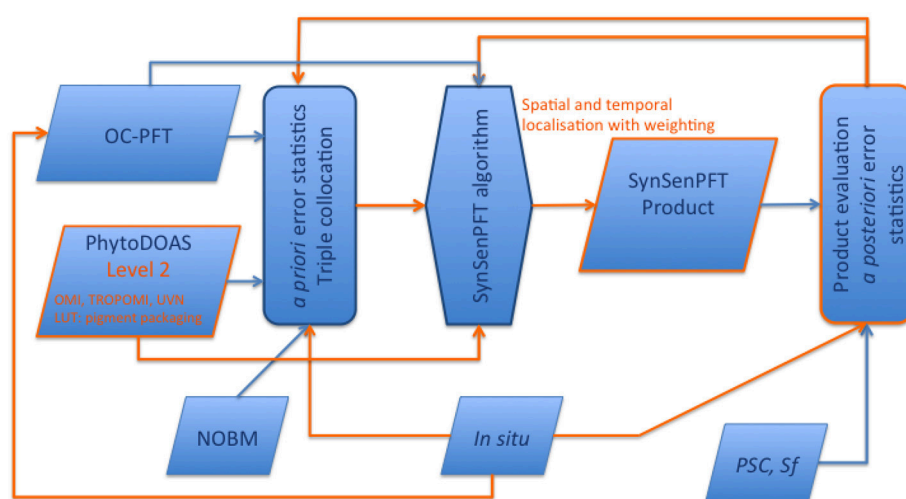 OC-PFT
PhytoDOAS
Level 2
OMI, TROPOMI, UVN
LUT: pigment packaging
a priori error statistics
Triple collocation
SynSenPFT algorithm
Spatial and temporal
localisation with weighting
SynSenPFT
Product
Product evaluation
a posteriori error
statistics
NOBM
In situ
PSC, Sf